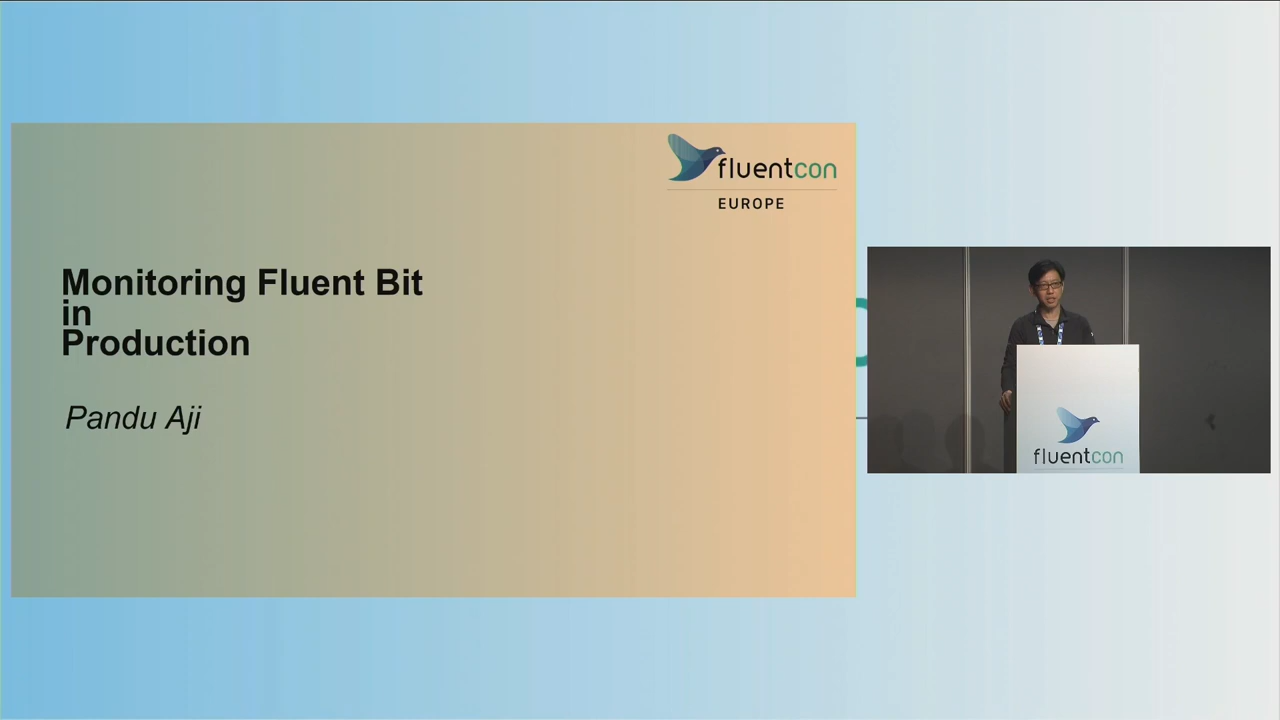 fluentcon
EUROPE
Monitoring Fluent Bit
in
Production
Pandu Aji
fluentcon